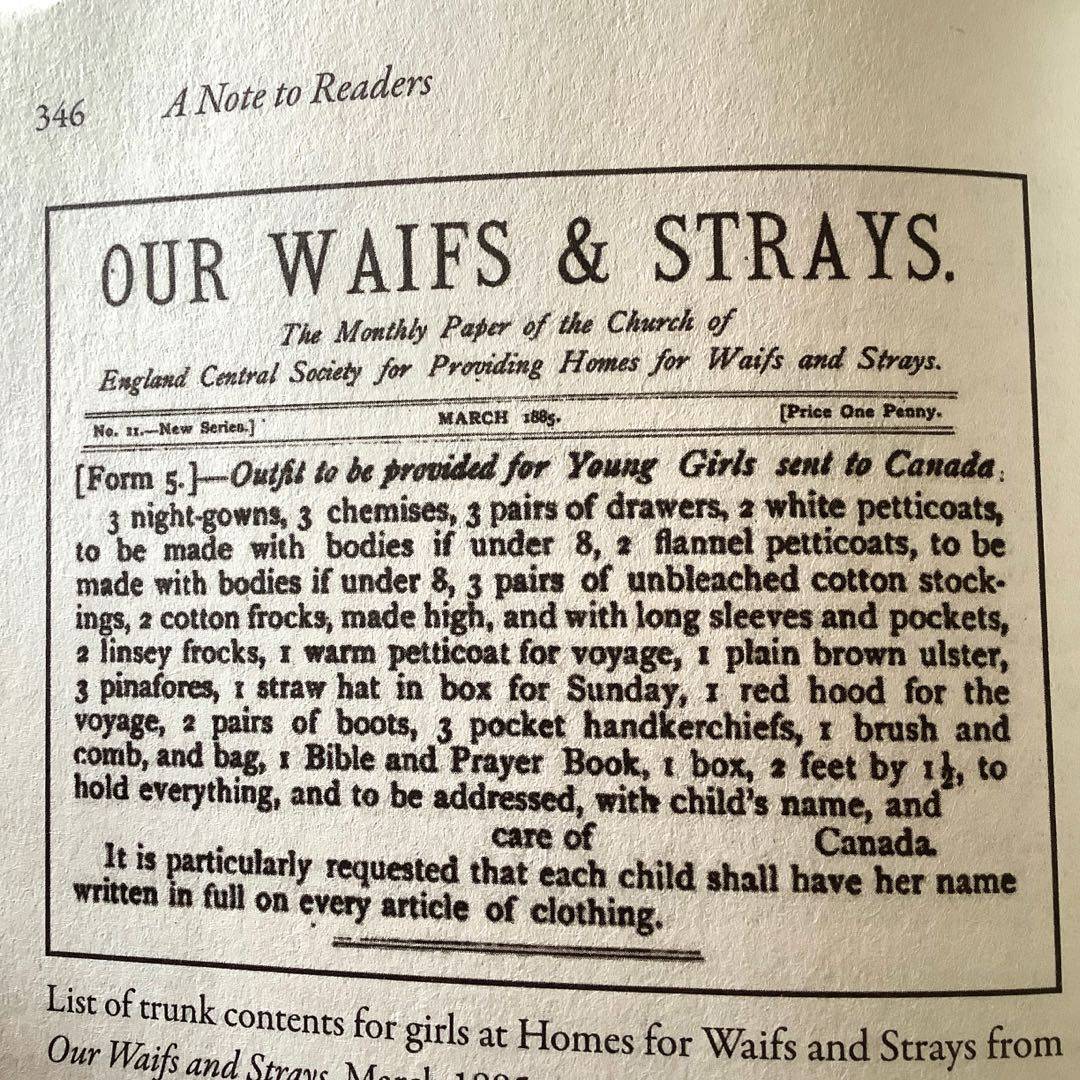 346 A Note to Readers
OUR WAIFS & STRAYS.
The Monthly Paper of the Church of
England Central Society for Providing Homes for Waifs and Strays.
No. 11.—New Series.] MARCH 1885. [Price One Penny.
[Form 5.]—Outfit to be provided for Young Girls sent to Canada:
3 night-gowns, 3 chemises, 3 pairs of drawers, 2 white petticoats,
to be made with bodies if under 8, 2 flannel petticoats, to be
made with bodies if under 8, 3 pairs of unbleached cotton stock-
ings, 2 cotton frocks, made high, and with long sleeves and pockets,
2 linsey frocks, 1 warm petticoat for voyage, 1 plain brown ulster,
3 pinafores, 1 straw hat in box for Sunday, 1 red hood for the
voyage, 2 pairs of boots, 3 pocket handkerchiefs, 1 brush and
comb, and bag, 1 Bible and Prayer Book, 1 box, 2 feet by 1½, to
hold everything, and to be addressed, with child's name, and
care of Canada.
It is particularly requested that each child shall have her name
written in full on every article of clothing.
List of trunk contents for girls at Homes for Waifs and Strays from
Our Waifs and Strays, March